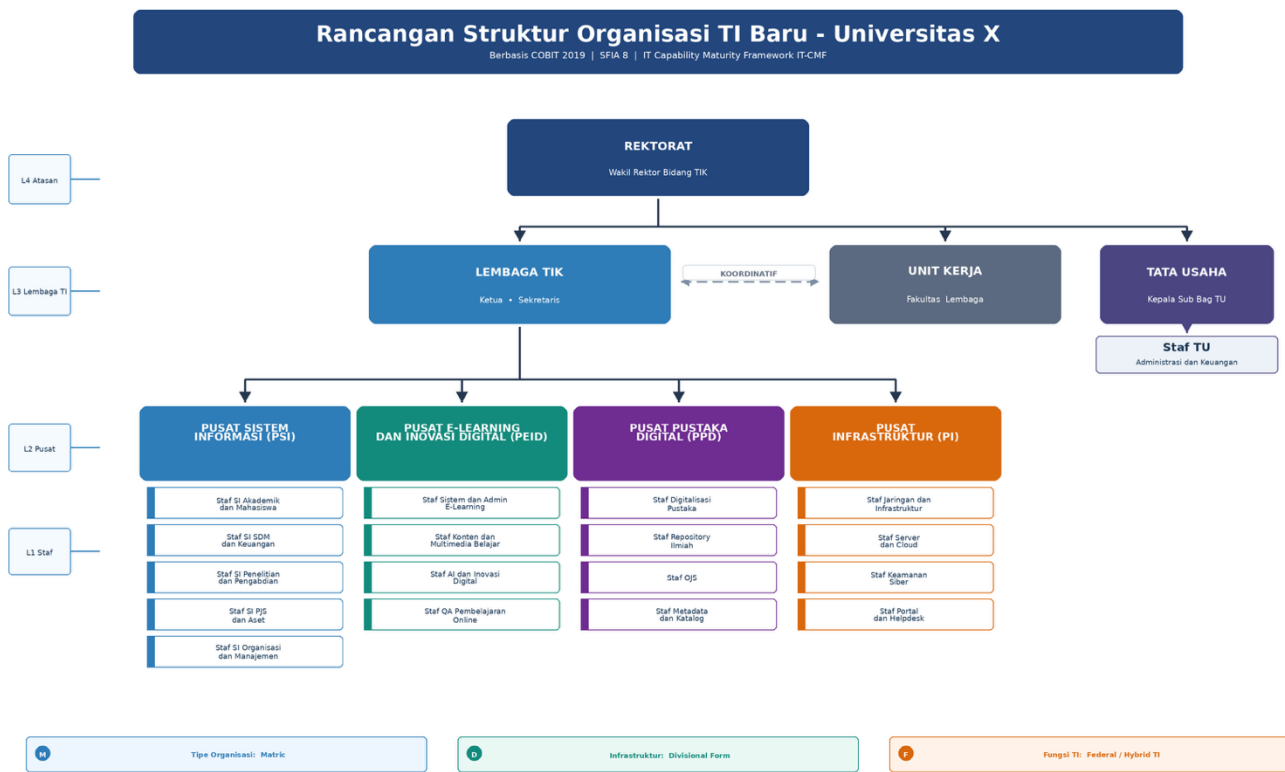 Rancangan Struktur Organisasi TI Baru - Universitas X
Berbasis COBIT 2019 | SFIA 8 | IT Capability Maturity Framework IT-CMF
REKTORAT
Wakil Rektor Bidang TIK
L4 Atasan
LEMBAGA TIK
Ketua • Sekretaris
KOORDINATIF
UNIT KERJA
Fakultas Lembaga
TATA USAHA
Kepala Sub Bag TU
L3 Lembaga TI
Staf TU
Administrasi dan Keuangan
L2 Pusat
PUSAT SISTEM
INFORMASI (PSI)
PUSAT E-LEARNING
DAN INOVASI DIGITAL (PEID)
PUSAT PUSTAKA
DIGITAL (PPD)
PUSAT
INFRASTRUKTUR (PI)
L1 Staf
Staf SI Akademik
dan Mahasiswa
Staf SI SDM
dan Keuangan
Staf SI Penelitian
dan Pengabdian
Staf SI PJS
dan Aset
Staf SI Organisasi
dan Manajemen
Staf Sistem dan Admin
E-Learning
Staf Konten dan
Multimedia Belajar
Staf AI dan Inovasi
Digital
Staf QA Pembelajaran
Online
Staf Digitalisasi
Pustaka
Staf Repository
Ilmiah
Staf OJS
Staf Metadata
dan Katalog
Staf Jaringan dan
Infrastruktur
Staf Server
dan Cloud
Staf Keamanan
Siber
Staf Portal
dan Helpdesk
M Tipe Organisasi: Matric
D Infrastruktur: Divisional Form
F Fungsi TI: Federal / Hybrid TI